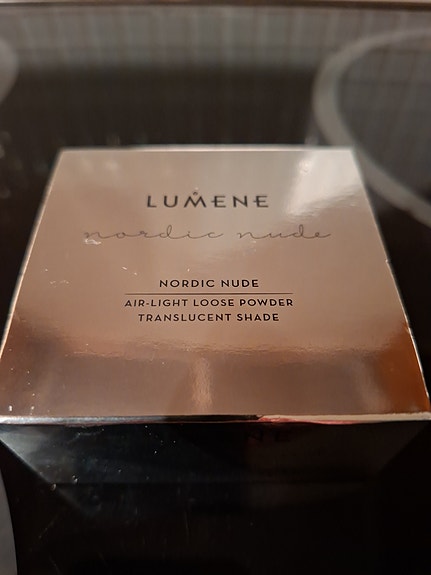 LUMENE
nordic nude
NORDIC NUDE
AIR-LIGHT LOOSE POWDER
TRANSLUCENT SHADE